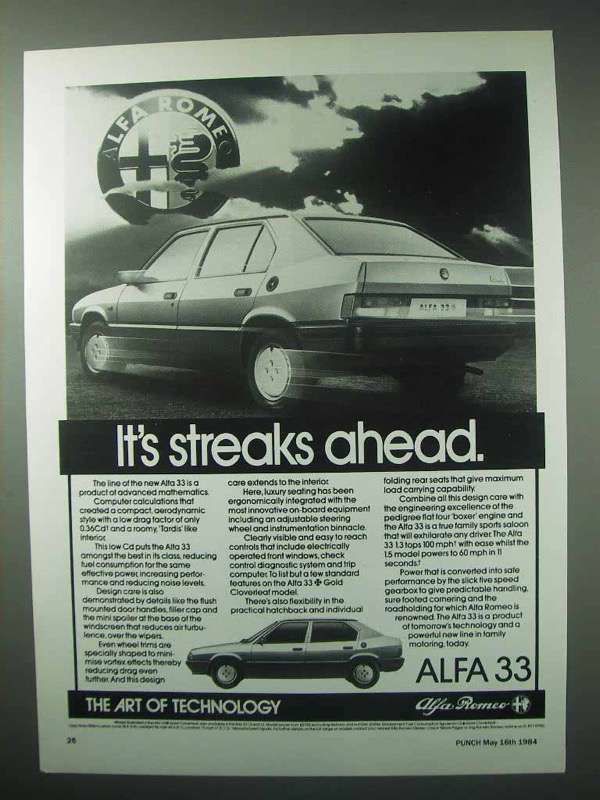 ALFA ROMEO
ALFA 33
It's streaks ahead.
The line of the new Alfa 33 is a
product of advanced mathematics.
Computer calculations that
created a compact, aerodynamic
style with a low drag factor of only
0.36Cd† and a roomy, 'Tardis' like
interior.
This low Cd puts the Alfa 33
amongst the best in its class, reducing
fuel consumption for the same
effective power, increasing perfor-
mance and reducing noise levels.
Design care is also
demonstrated by details like the flush
mounted door handles, filler cap and
the mini spoiler at the base of the
windscreen that reduces air turbu-
lence, over the wipers.
Even wheel trims are
specially shaped to mini-
mise vortex effects thereby
reducing drag even
further. And this design
care extends to the interior.
Here, luxury seating has been
ergonomically integrated with the
most innovative on-board equipment
including an adjustable steering
wheel and instrumentation binnacle.
Clearly visible and easy to reach
controls that include electrically
operated front windows, check
control diagnostic system and trip
computer. To list but a few standard
features on the Alfa 33 Gold
Cloverleaf model.
There's also flexibility in the
practical hatchback and individual
folding rear seats that give maximum
load carrying capability.
Combine all this design care with
the engineering excellence of the
pedigree flat four 'boxer' engine and
the Alfa 33 is a true family sports saloon
that will exhilarate any driver. The Alfa
33 1.3 tops 100 mph† with ease whilst the
1.5 model powers to 60 mph in 11
seconds.†
Power that is converted into safe
performance by the slick five speed
gearbox to give predictable handling,
sure footed cornering and the
roadholding for which Alfa Romeo is
renowned. The Alfa 33 is a product
of tomorrow's technology and a
powerful new line in family
motoring, today.
ALFA 33
THE ART OF TECHNOLOGY
Alfa Romeo
26
PUNCH May 16th 1984